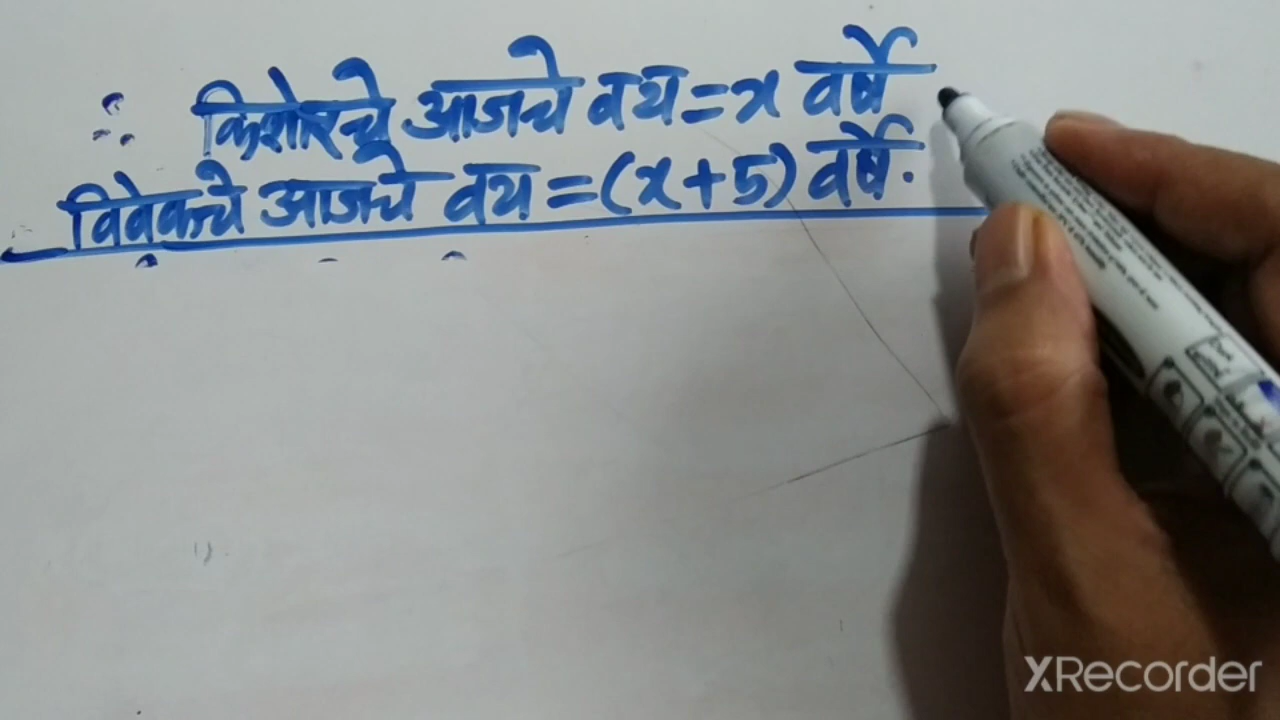 ∴ किशोरचे आजचे वय = x वर्षे
विवेकचे आजचे वय = (x + 5) वर्षे.
XRecorder